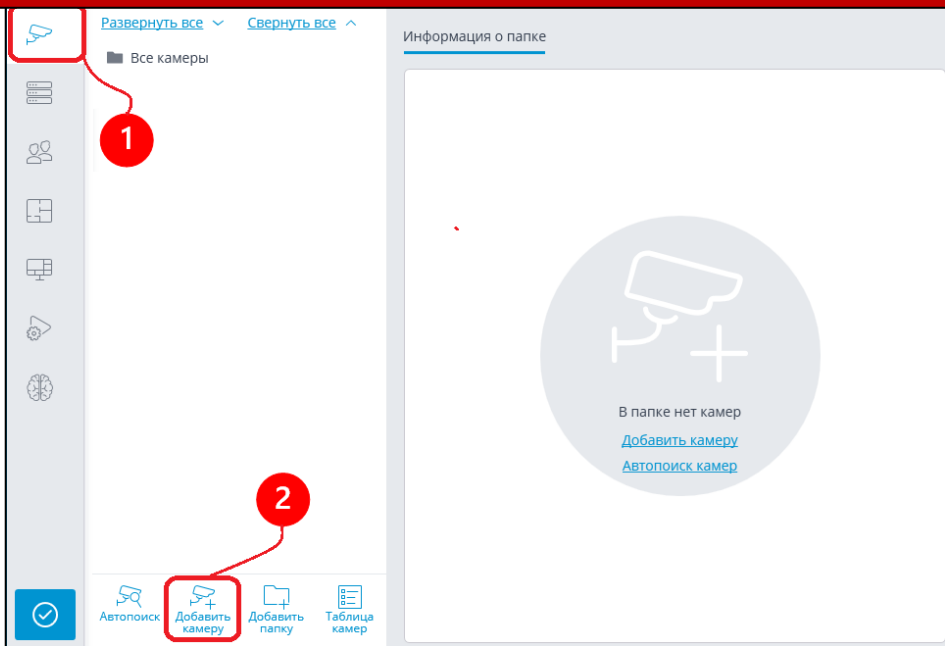 Развернуть все
Свернуть все
Информация о папке
Все камеры
1
В папке нет камер
Добавить камеру
Автопоиск камер
2
Автопоиск
Добавить
камеру
Добавить
папку
Таблица
камер